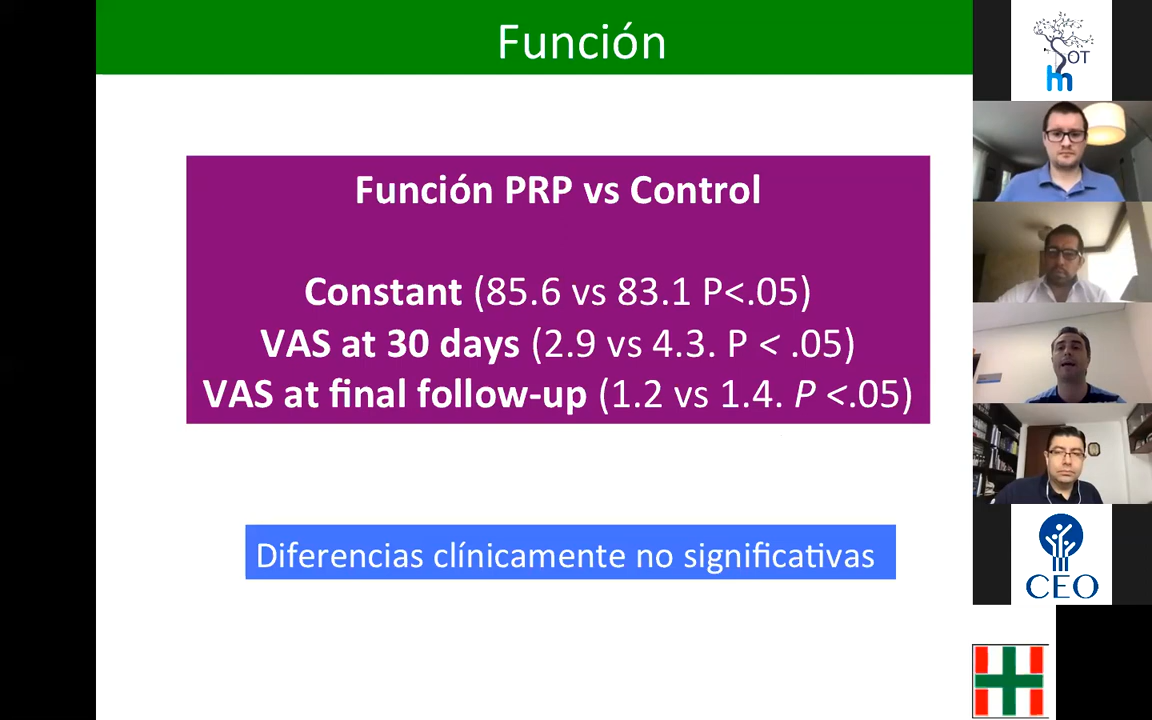 Función
Función PRP vs Control
Constant (85.6 vs 83.1 P<.05)
VAS at 30 days (2.9 vs 4.3. P < .05)
VAS at final follow-up (1.2 vs 1.4. P <.05)
Diferencias clínicamente no significativas
SOT
hm
CEO